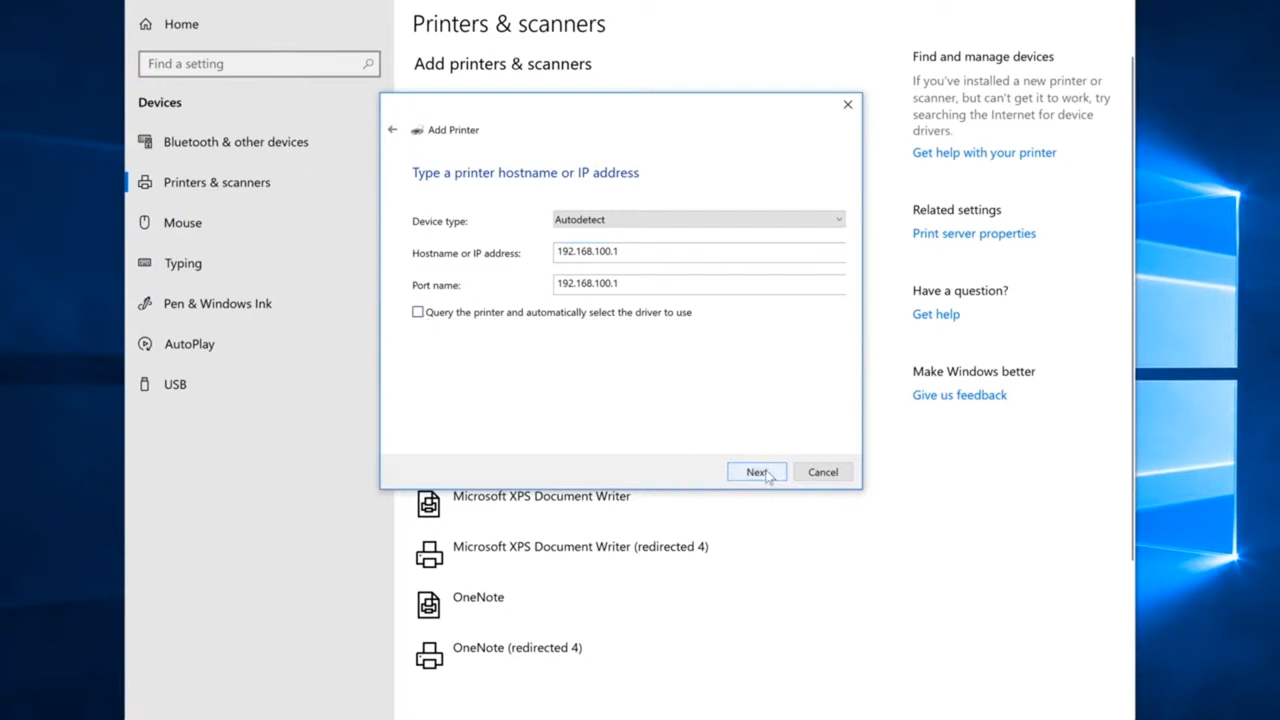 Home
Find a setting
Devices
Bluetooth & other devices
Printers & scanners
Mouse
Typing
Pen & Windows Ink
AutoPlay
USB
Printers & scanners
Add printers & scanners
Add Printer
Type a printer hostname or IP address
Device type:
Autodetect
Hostname or IP address:
192.168.100.1
Port name:
192.168.100.1
Query the printer and automatically select the driver to use
Next
Cancel
Microsoft XPS Document Writer
Microsoft XPS Document Writer (redirected 4)
OneNote
OneNote (redirected 4)
Find and manage devices
If you've installed a new printer or
scanner, but can't get it to work, try
searching the Internet for device
drivers.
Get help with your printer
Related settings
Print server properties
Have a question?
Get help
Make Windows better
Give us feedback